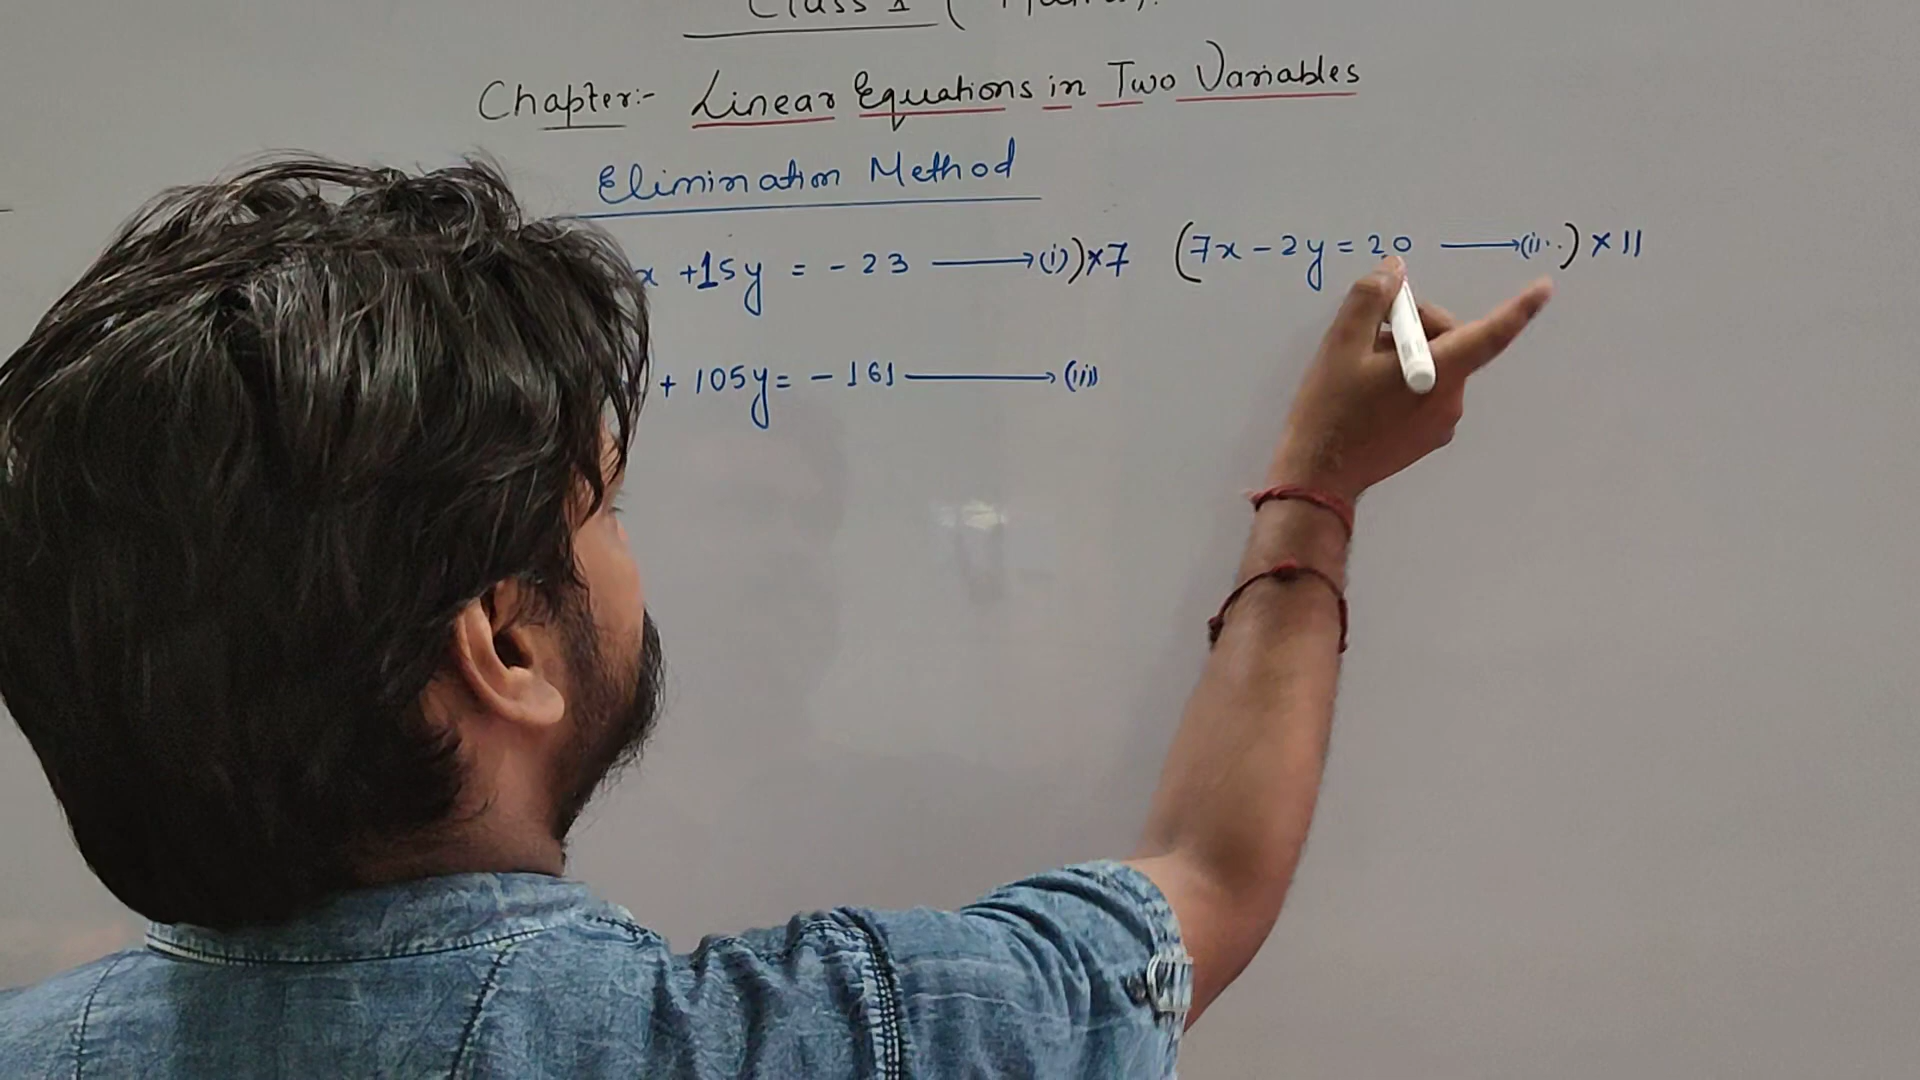 Class X (Maths).
Chapter:- Linear Equations in Two Variables
Elimination Method
x +15y = -23 →(i))×7 (7x - 2y = 20 →(ii..) × 11
+ 105y = -161 →(iii)